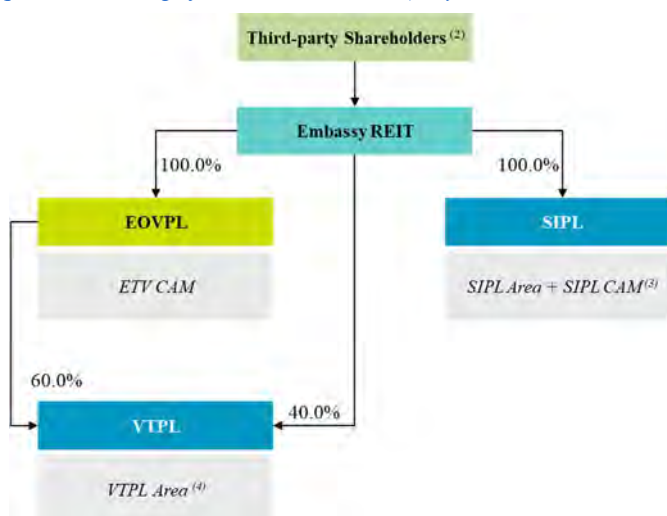 Third-party Shareholders (2)
Embassy REIT
100.0%
100.0%
EOVPL
SIPL
ETV CAM
SIPL Area + SIPL CAM(3)
60.0%
40.0%
VTPL
VTPL Area (4)